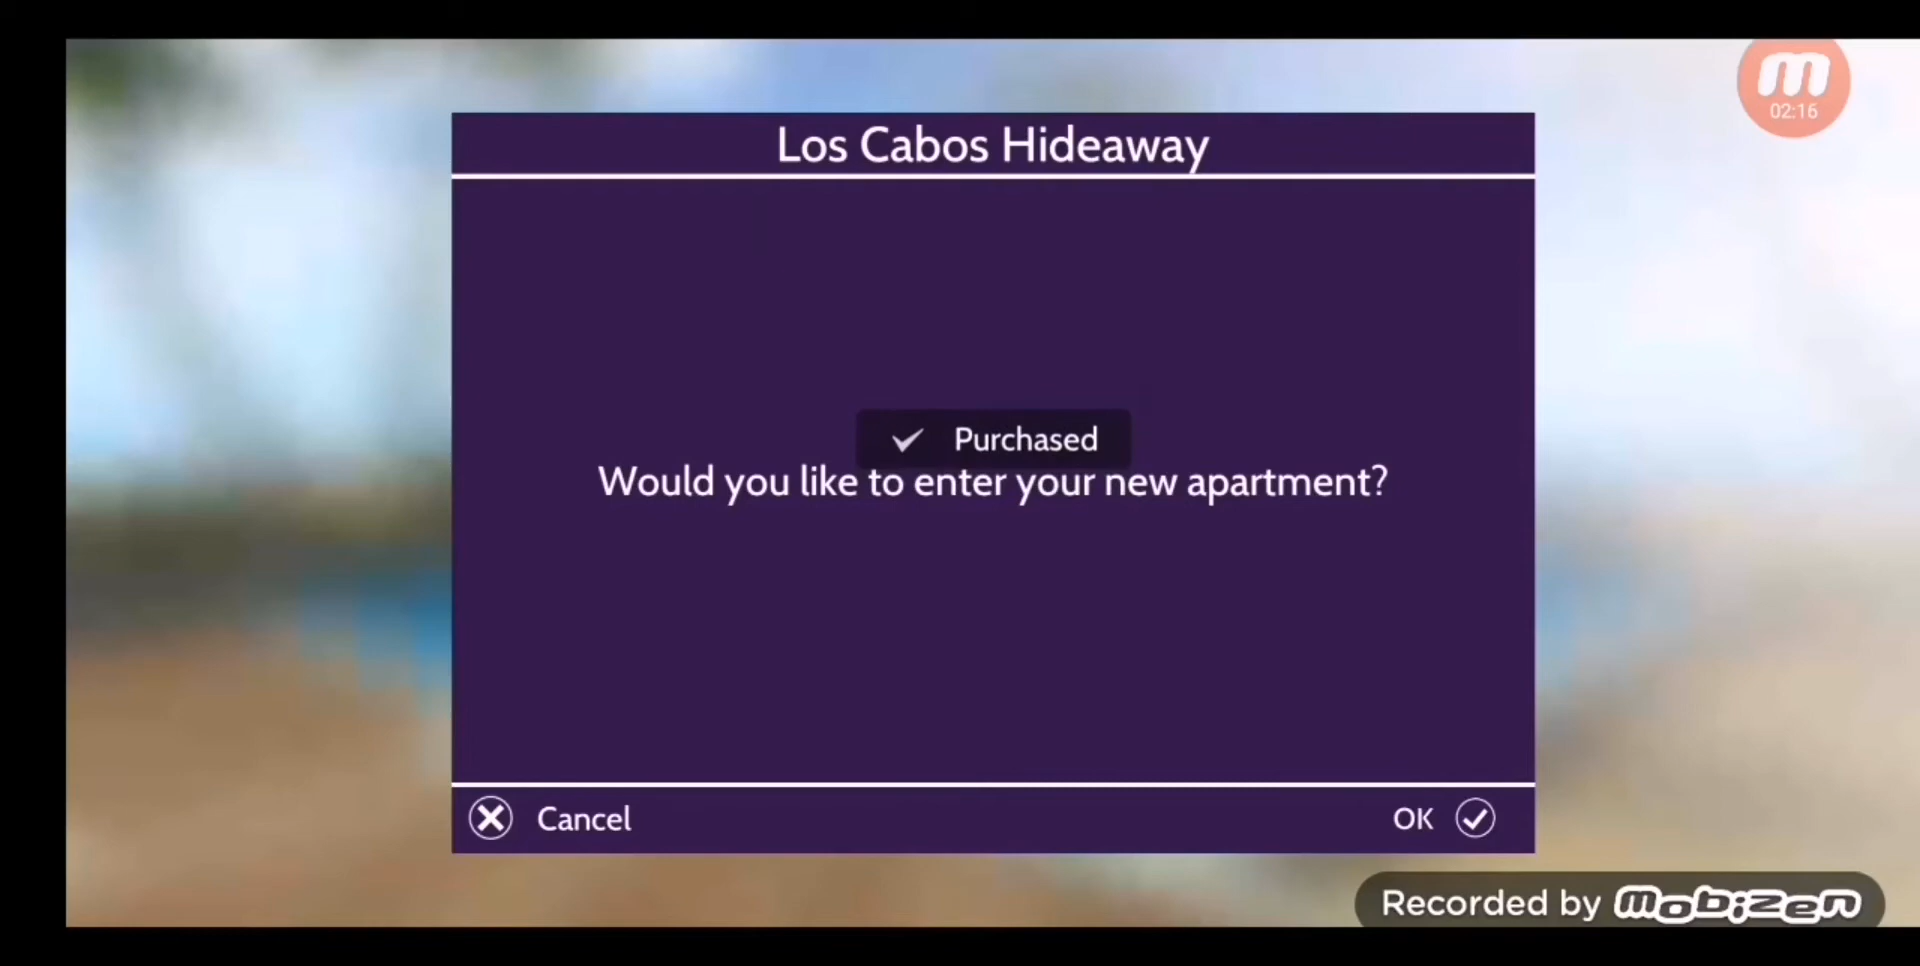 m
02:16
Los Cabos Hideaway
Purchased
Would you like to enter your new apartment?
Cancel
OK
Recorded by mobizen